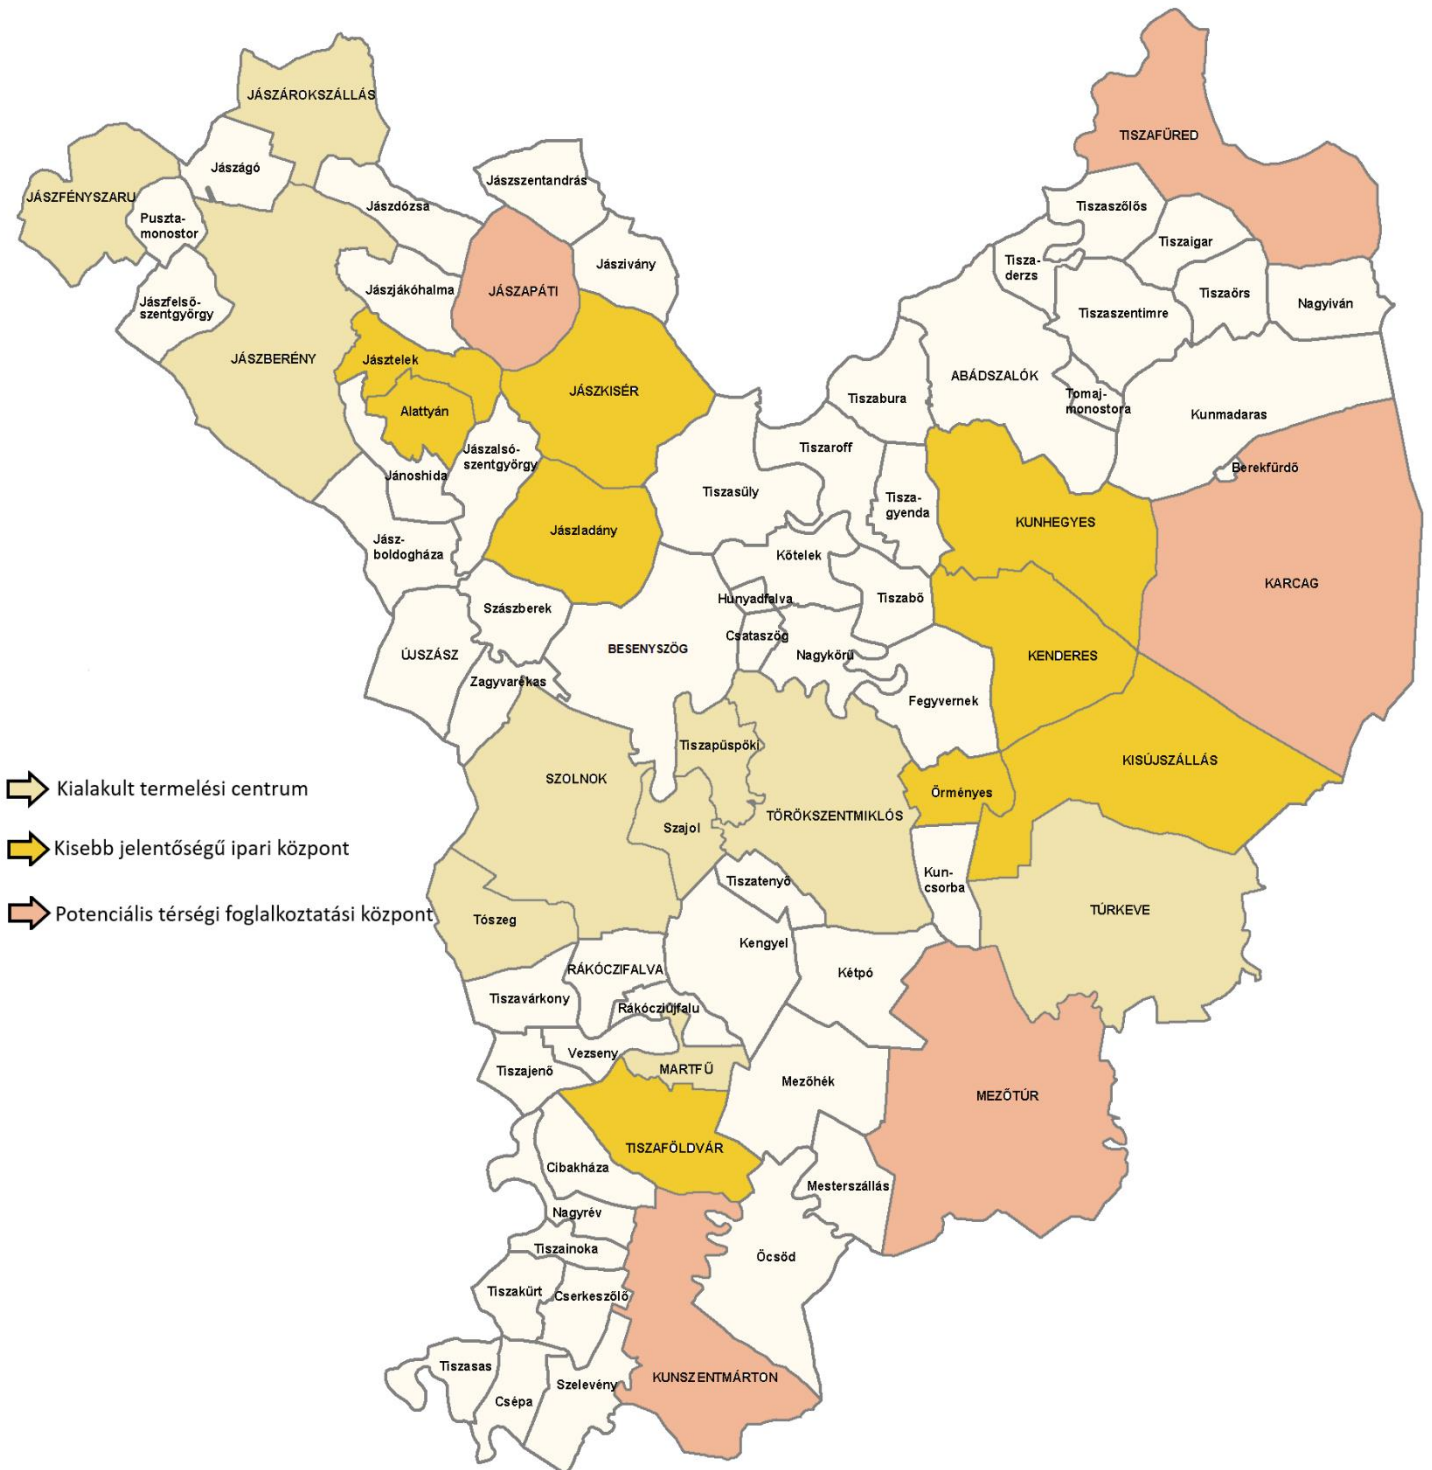 JÁSZÁROKSZÁLLÁS
TISZAFÜRED
Jászágó
Jászszentandrás
JÁSZFÉNYSZARU
Jászdózsa
Puszta-
monostor
Tiszaszőlős
Tiszaigar
Tisza-
derzs
Jászivány
Jászjákóhalma
JÁSZAPÁTI
Jászfelső-
szentgyörgy
Tiszaörs
Nagyiván
Tiszaszentimre
JÁSZBERÉNY
Jásztelek
JÁSZKISÉR
ABÁDSZALÓK
Tiszabura
Tomaj-
monostora
Alattyán
Kunmadaras
Jászalsó-
szentgyörgy
Tiszaroff
Jánoshida
Berekfürdő
Tiszasüly
Tisza-
gyenda
KUNHEGYES
Jászladány
Jász-
boldogháza
Kőtelek
KARCAG
Hunyadfalva
Tiszabő
Szászberek
Csataszög
BESENYSZÖG
Nagykörü
KENDERES
ÚJSZÁSZ
Zagyvarékas
Fegyvernek
Tiszapüspöki
KISÚJSZÁLLÁS
SZOLNOK
Kialakult termelési centrum
Örményes
TÖRÖKSZENTMIKLÓS
Szajol
Kisebb jelentőségű ipari központ
Kun-
csorba
Tiszatenyő
TÚRKEVE
Potenciális térségi foglalkoztatási központ
Tószeg
Kengyel
RÁKÓCZIFALVA
Kétpó
Tiszavárkony
Rákócziújfalu
Vezseny
Tiszajenő
MARTFŰ
Mezőhék
MEZŐTÚR
TISZAFÖLDVÁR
Cibakháza
Mesterszállás
Nagyrév
Tiszainoka
Öcsöd
Tiszakürt
Cserkeszőlő
Tiszasas
KUNSZENTMÁRTON
Szelevény
Csépa